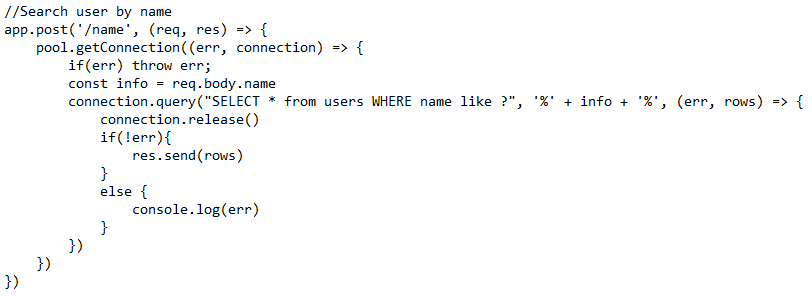 //Search user by name
app.post('/name', (req, res) => {
    pool.getConnection((err, connection) => {
        if(err) throw err;
        const info = req.body.name
        connection.query("SELECT * from users WHERE name like ?", '%' + info + '%', (err, rows) => {
            connection.release()
            if(!err){
                res.send(rows)
            }
            else {
                console.log(err)
            }
        })
    })
})